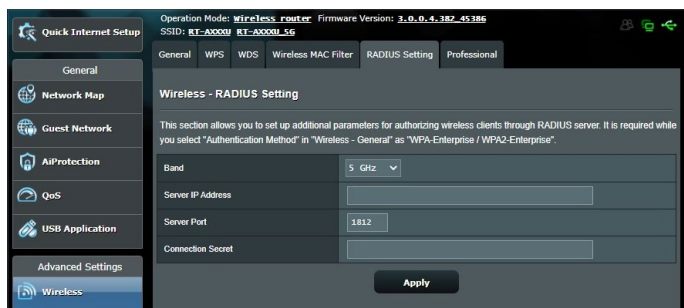 Quick Internet Setup
Operation Mode: Wireless router Firmware Version: 3.0.0.4.382_45386
SSID: RT-AXXXU RT-AXXXU_5G
General WPS WDS Wireless MAC Filter RADIUS Setting Professional
General
Network Map
Guest Network
AiProtection
QoS
USB Application
Advanced Settings
Wireless
Wireless - RADIUS Setting
This section allows you to set up additional parameters for authorizing wireless clients through RADIUS server. It is required while
you select "Authentication Method" in "Wireless - General" as "WPA-Enterprise / WPA2-Enterprise".
Band 5 GHz
Server IP Address
Server Port 1812
Connection Secret
Apply